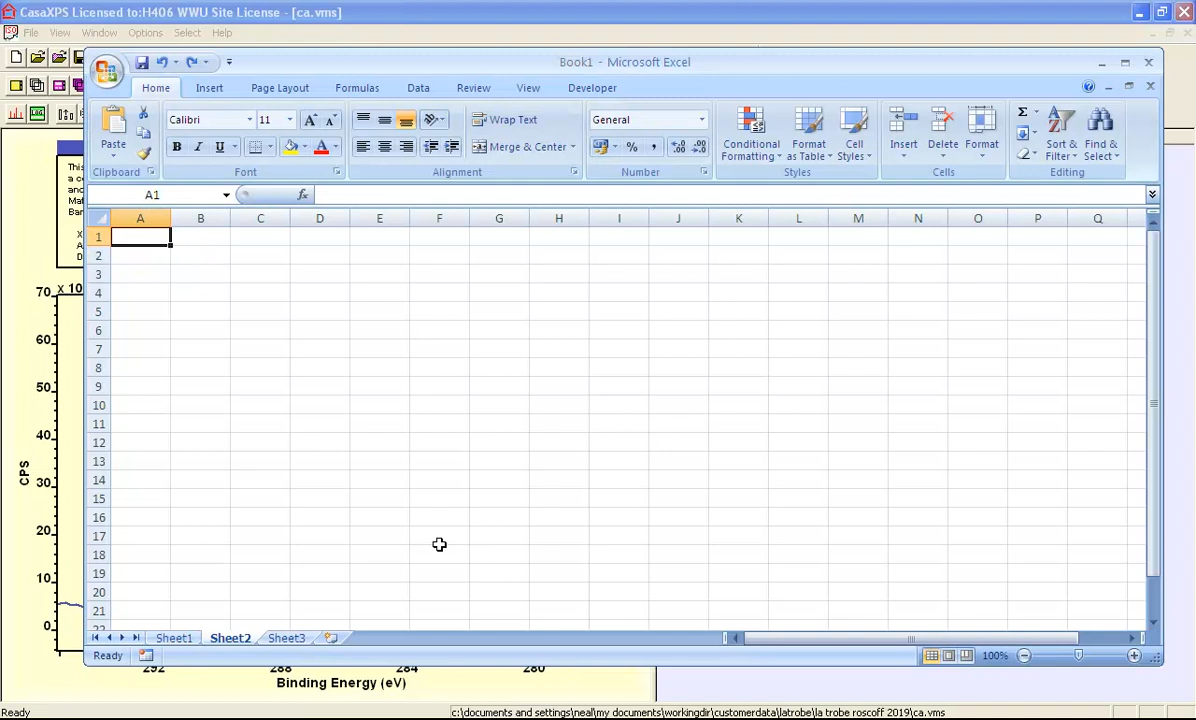 CasaXPS Licensed to:H406 WWU Site License - [ca.vms]
File View Window Options Select Help
Book1 - Microsoft Excel
Home Insert Page Layout Formulas Data Review View Developer
Paste
Calibri 11
Wrap Text
General
Merge & Center
Conditional Formatting
Format as Table
Cell Styles
Insert
Delete
Format
Sort & Filter
Find & Select
Clipboard Font Alignment Number Styles Cells Editing
A1
fx
A B C D E F G H I J K L M N O P Q
1
2
3
4
5
6
7
8
9
10
11
12
13
14
15
16
17
18
19
20
21
22
Sheet1 Sheet2 Sheet3
Ready
100%
x 10
70
60
50
40
30
20
10
0
CPS
292 288 284 280
Binding Energy (eV)
Ready
c:\documents and settings\neal\my documents\workingdir\customerdata\latrobe\la trobe roscoff 2019\ca.vms